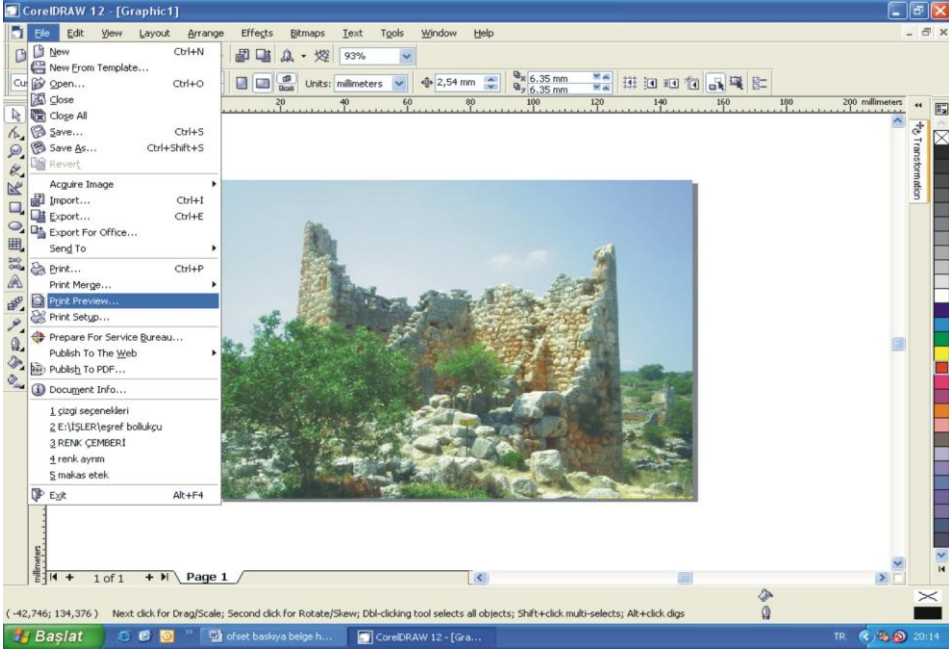 CorelDRAW 12 - [Graphic1]
File Edit View Layout Arrange Effects Bitmaps Text Tools Window Help
93%
Units: millimeters 2,54 mm 6.35 mm
6.35 mm
20 40 60 80 100 120 140 160 180 200 millimeters
New Ctrl+N
New From Template...
Open... Ctrl+O
Close
Close All
Save... Ctrl+S
Save As... Ctrl+Shift+S
Revert
Acquire Image
Import... Ctrl+I
Export... Ctrl+E
Export For Office...
Send To
Print... Ctrl+P
Print Merge...
Print Preview...
Print Setup...
Prepare For Service Bureau...
Publish To The Web
Publish To PDF...
Document Info...
1 çizgi seçenekleri
2 E:\İŞLER\eşref bollukçu
3 RENK ÇEMBERİ
4 renk ayrım
5 makas etek
Exit Alt+F4
Transformation
millimeters
1 of 1 Page 1
(-42,746; 134,376 ) Next click for Drag/Scale; Second click for Rotate/Skew; Dbl-clicking tool selects all objects; Shift+click multi-selects; Alt+click digs
Başlat ofset baskıya belge h... CorelDRAW 12 - [Gra... TR 20:14